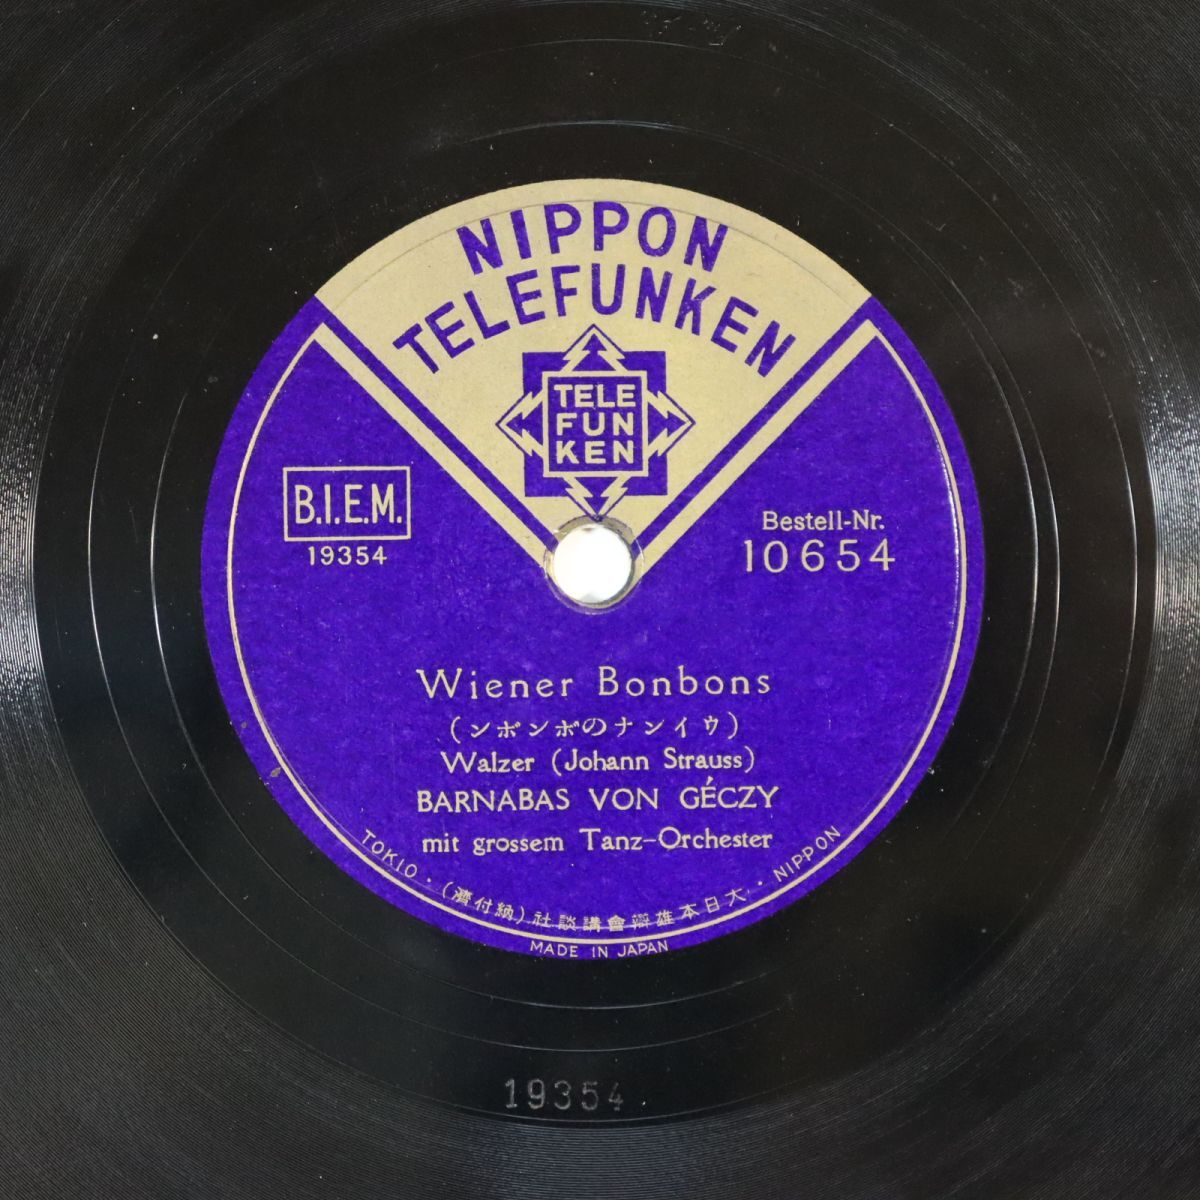 NIPPON
TELEFUNKEN
TELE
FUN
KEN
B.I.E.M.
19354
Bestell-Nr.
10654
Wiener Bonbons
(ウインナのボンボン)
Walzer (Johann Strauss)
BARNABAS VON GÉCZY
mit grossem Tanz-Orchester
TOKIO · 大日本雄辯會講談社(納付濟) · NIPPON
MADE IN JAPAN
19354